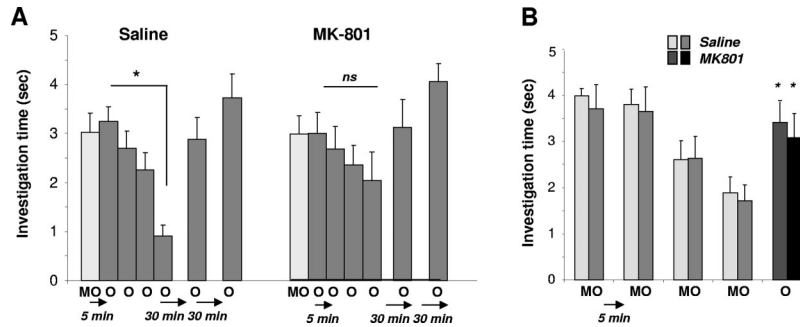 A
Saline
MK-801
Investigation time (sec)
5
4
3
2
1
0
*
ns
MO O O O O O O
MO O O O O O O
5 min 30 min 30 min
5 min 30 min 30 min
B
Saline
MK801
Investigation time (sec)
5
4
3
2
1
0
* *
MO MO MO MO O
5 min